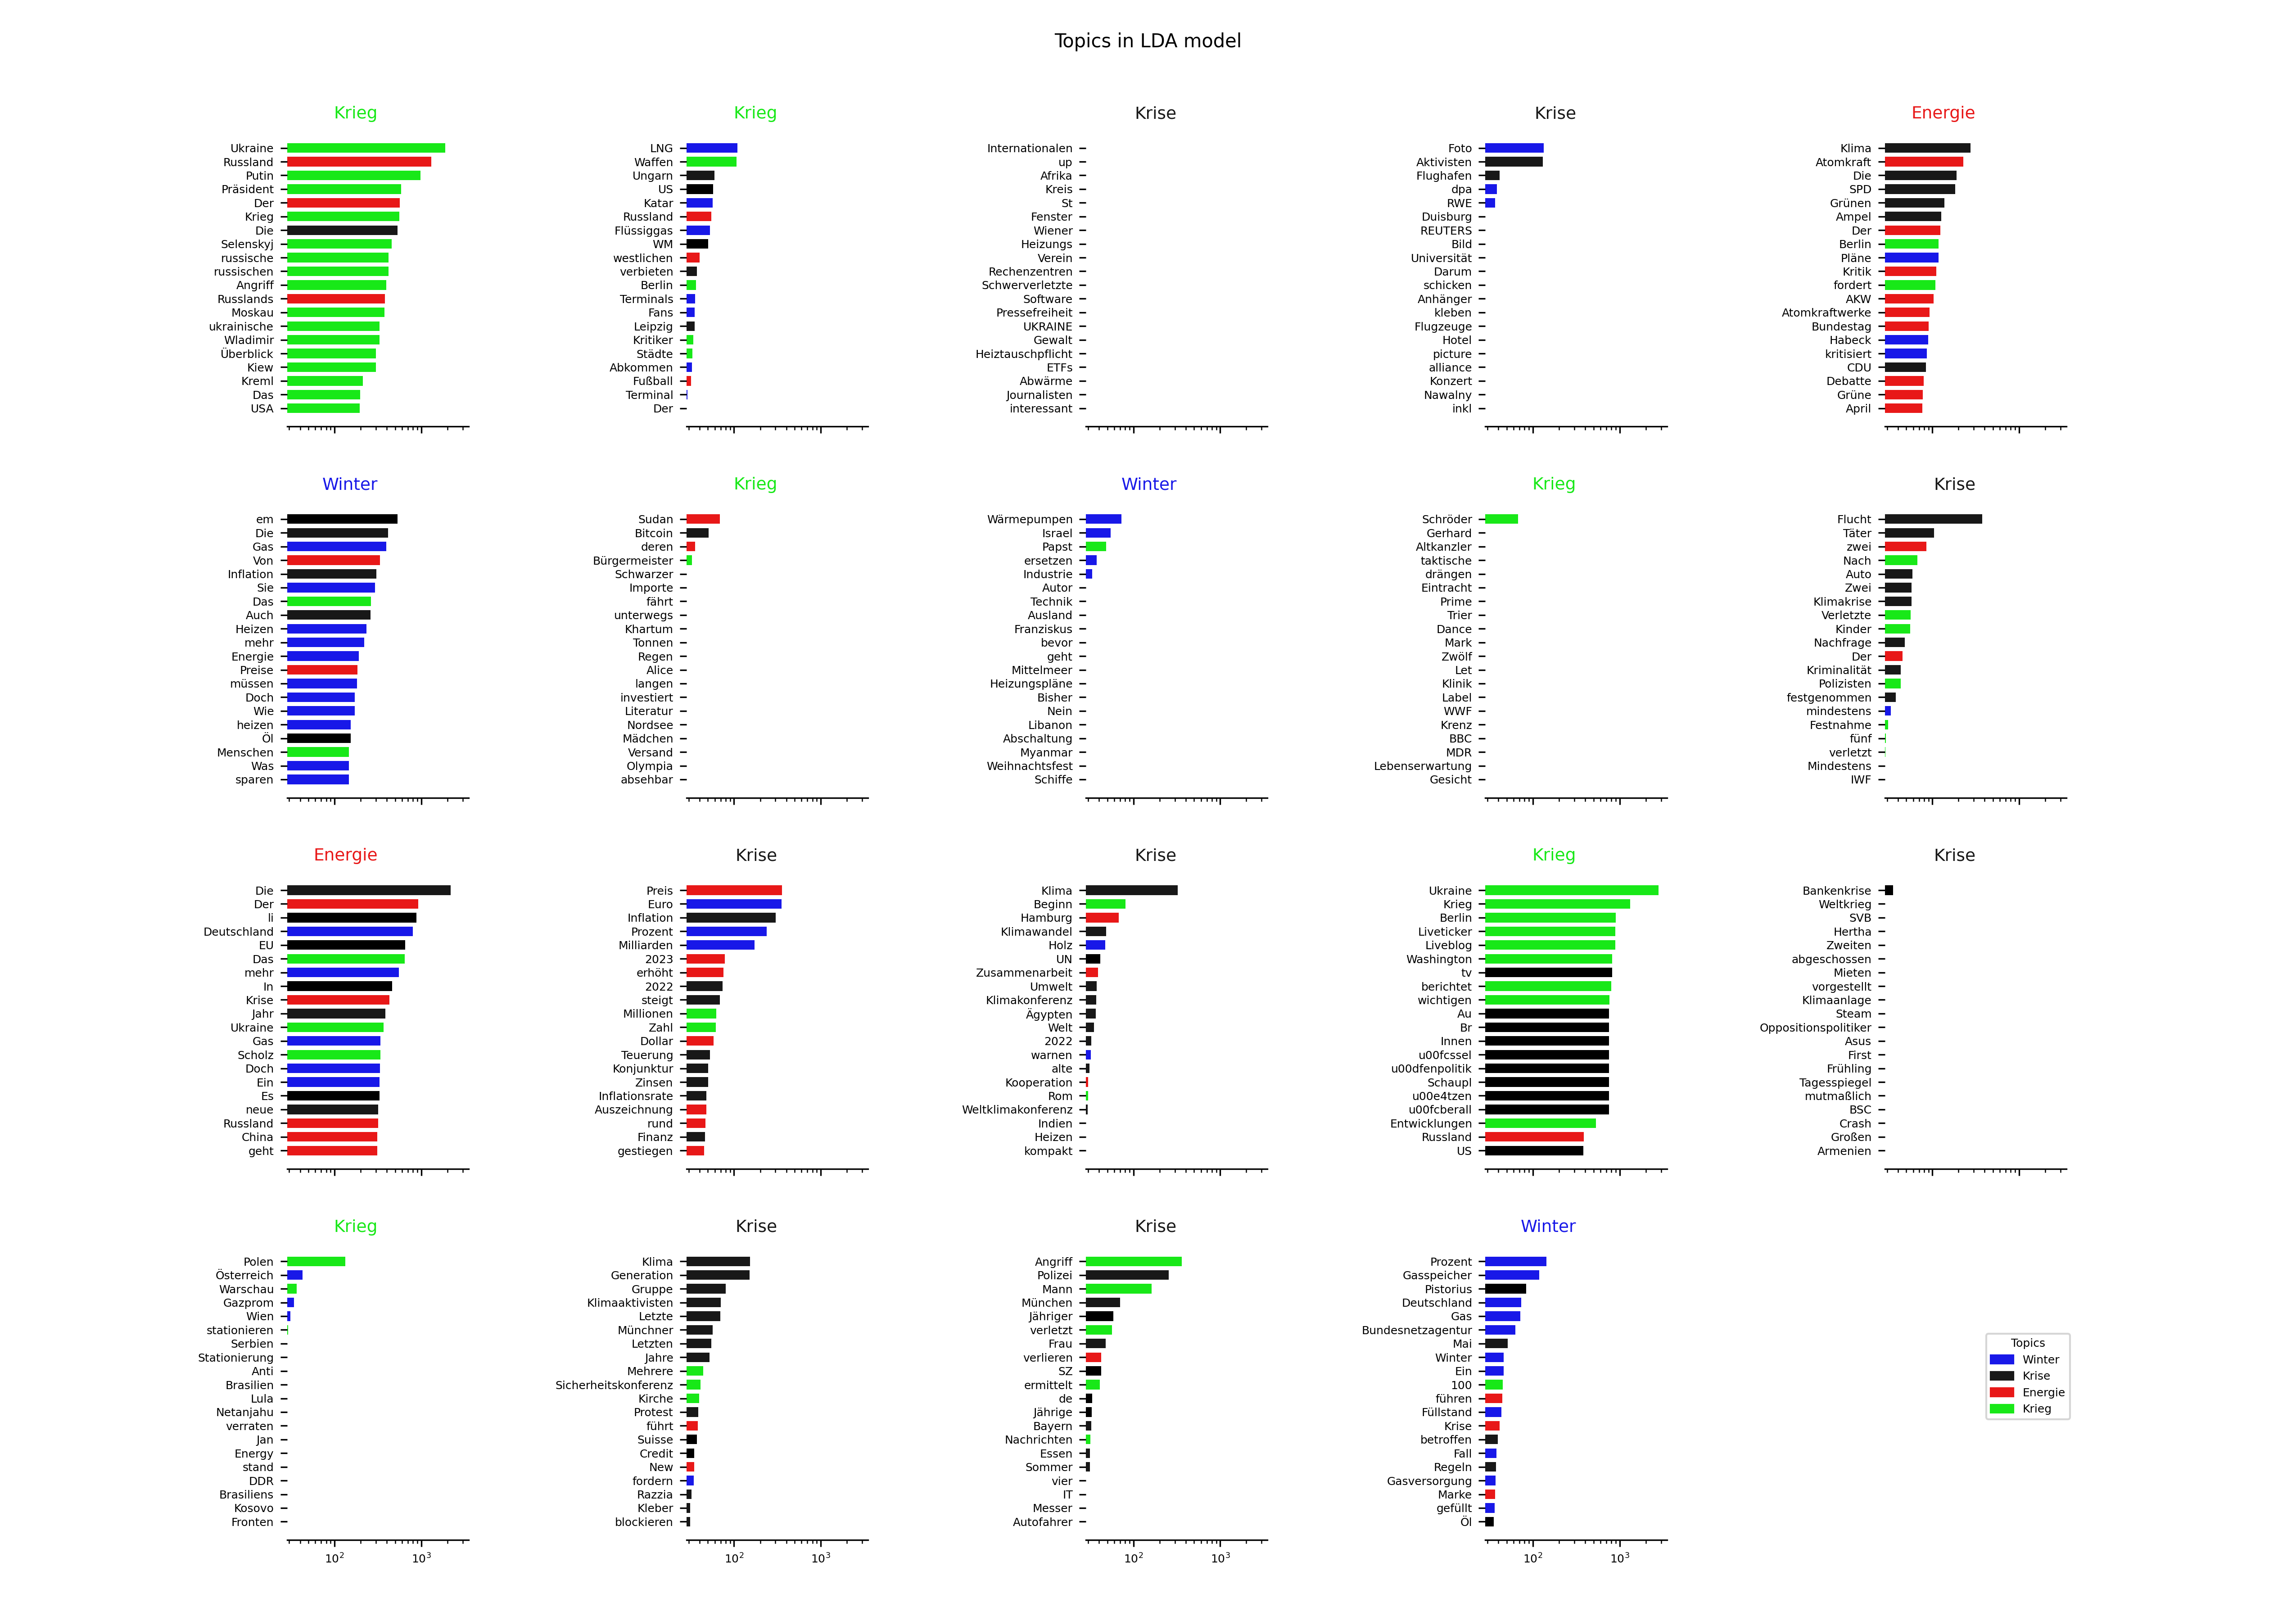 Topics in LDA model
Krieg
Ukraine
Russland
Putin
Präsident
Der
Krieg
Die
Selenskyj
russische
russischen
Angriff
Russlands
Moskau
ukrainische
Wladimir
Überblick
Kiew
Kreml
Das
USA
Krieg
LNG
Waffen
Ungarn
US
Katar
Russland
Flüssiggas
WM
westlichen
verbieten
Berlin
Terminals
Fans
Leipzig
Kritiker
Städte
Abkommen
Fußball
Terminal
Der
Krise
Internationalen
up
Afrika
Kreis
St
Fenster
Wiener
Heizungs
Verein
Rechenzentren
Schwerverletzte
Software
Pressefreiheit
UKRAINE
Gewalt
Heiztauschpflicht
ETFs
Abwärme
Journalisten
interessant
Krise
Foto
Aktivisten
Flughafen
dpa
RWE
Duisburg
REUTERS
Bild
Universität
Darum
schicken
Anhänger
kleben
Flugzeuge
Hotel
picture
alliance
Konzert
Nawalny
inkl
Energie
Klima
Atomkraft
Die
SPD
Grünen
Ampel
Der
Berlin
Pläne
Kritik
fordert
AKW
Atomkraftwerke
Bundestag
Habeck
kritisiert
CDU
Debatte
Grüne
April
Winter
em
Die
Gas
Von
Inflation
Sie
Das
Auch
Heizen
mehr
Energie
Preise
müssen
Doch
Wie
heizen
Öl
Menschen
Was
sparen
Krieg
Sudan
Bitcoin
deren
Bürgermeister
Schwarzer
Importe
fährt
unterwegs
Khartum
Tonnen
Regen
Alice
langen
investiert
Literatur
Nordsee
Mädchen
Versand
Olympia
absehbar
Winter
Wärmepumpen
Israel
Papst
ersetzen
Industrie
Autor
Technik
Ausland
Franziskus
bevor
geht
Mittelmeer
Heizungspläne
Bisher
Nein
Libanon
Abschaltung
Myanmar
Weihnachtsfest
Schiffe
Krieg
Schröder
Gerhard
Altkanzler
taktische
drängen
Eintracht
Prime
Trier
Dance
Mark
Zwölf
Let
Klinik
Label
WWF
Krenz
BBC
MDR
Lebenserwartung
Gesicht
Krise
Flucht
Täter
zwei
Nach
Auto
Zwei
Klimakrise
Verletzte
Kinder
Nachfrage
Der
Kriminalität
Polizisten
festgenommen
mindestens
Festnahme
fünf
verletzt
Mindestens
IWF
Energie
Die
Der
li
Deutschland
EU
Das
mehr
In
Krise
Jahr
Ukraine
Gas
Scholz
Doch
Ein
Es
neue
Russland
China
geht
Krise
Preis
Euro
Inflation
Prozent
Milliarden
2023
erhöht
2022
steigt
Millionen
Zahl
Dollar
Teuerung
Konjunktur
Zinsen
Inflationsrate
Auszeichnung
rund
Finanz
gestiegen
Krise
Klima
Beginn
Hamburg
Klimawandel
Holz
UN
Zusammenarbeit
Umwelt
Klimakonferenz
Ägypten
Welt
2022
warnen
alte
Kooperation
Rom
Weltklimakonferenz
Indien
Heizen
kompakt
Krieg
Ukraine
Krieg
Berlin
Liveticker
Liveblog
Washington
tv
berichtet
wichtigen
Au
Br
Innen
u00fcssel
u00dfenpolitik
Schaupl
u00e4tzen
u00fcberall
Entwicklungen
Russland
US
Krise
Bankenkrise
Weltkrieg
SVB
Hertha
Zweiten
abgeschossen
Mieten
vorgestellt
Klimaanlage
Steam
Oppositionspolitiker
Asus
First
Frühling
Tagesspiegel
mutmaßlich
BSC
Crash
Großen
Armenien
Krieg
Polen
Österreich
Warschau
Gazprom
Wien
stationieren
Serbien
Stationierung
Anti
Brasilien
Lula
Netanjahu
verraten
Jan
Energy
stand
DDR
Brasiliens
Kosovo
Fronten
10² 10³
Krise
Klima
Generation
Gruppe
Klimaaktivisten
Letzte
Münchner
Letzten
Jahre
Mehrere
Sicherheitskonferenz
Kirche
Protest
führt
Suisse
Credit
New
fordern
Razzia
Kleber
blockieren
10² 10³
Krise
Angriff
Polizei
Mann
München
Jähriger
verletzt
Frau
verlieren
SZ
ermittelt
de
Jährige
Bayern
Nachrichten
Essen
Sommer
vier
IT
Messer
Autofahrer
10² 10³
Winter
Prozent
Gasspeicher
Pistorius
Deutschland
Gas
Bundesnetzagentur
Mai
Winter
Ein
100
führen
Füllstand
Krise
betroffen
Fall
Regeln
Gasversorgung
Marke
gefüllt
Öl
10² 10³
Topics
Winter
Krise
Energie
Krieg